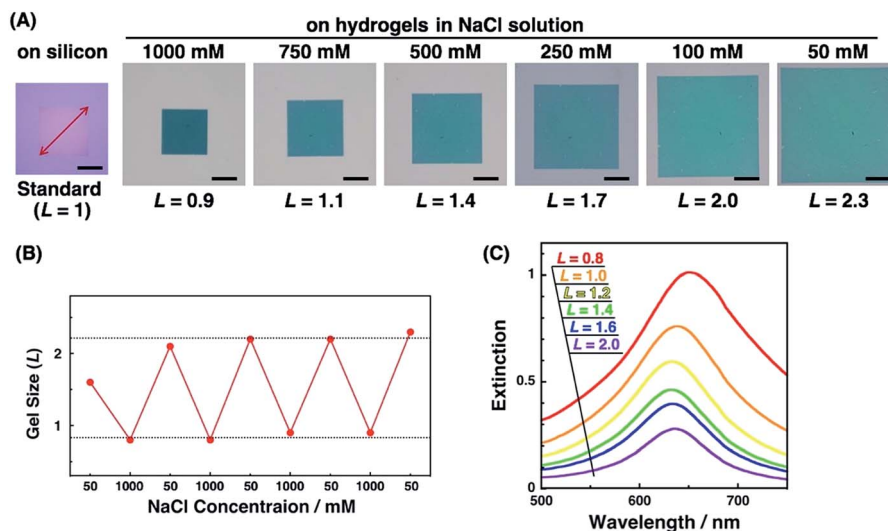 (A)
on hydrogels in NaCl solution
on silicon 1000 mM 750 mM 500 mM 250 mM 100 mM 50 mM
Standard
(L = 1)
L = 0.9 L = 1.1 L = 1.4 L = 1.7 L = 2.0 L = 2.3
(B)
Gel Size (L)
2
1
50 1000 50 1000 50 1000 50 1000 50
NaCl Concentraion / mM
(C)
Extinction
1
0.5
0
L = 0.8
L = 1.0
L = 1.2
L = 1.4
L = 1.6
L = 2.0
500 600 700
Wavelength / nm